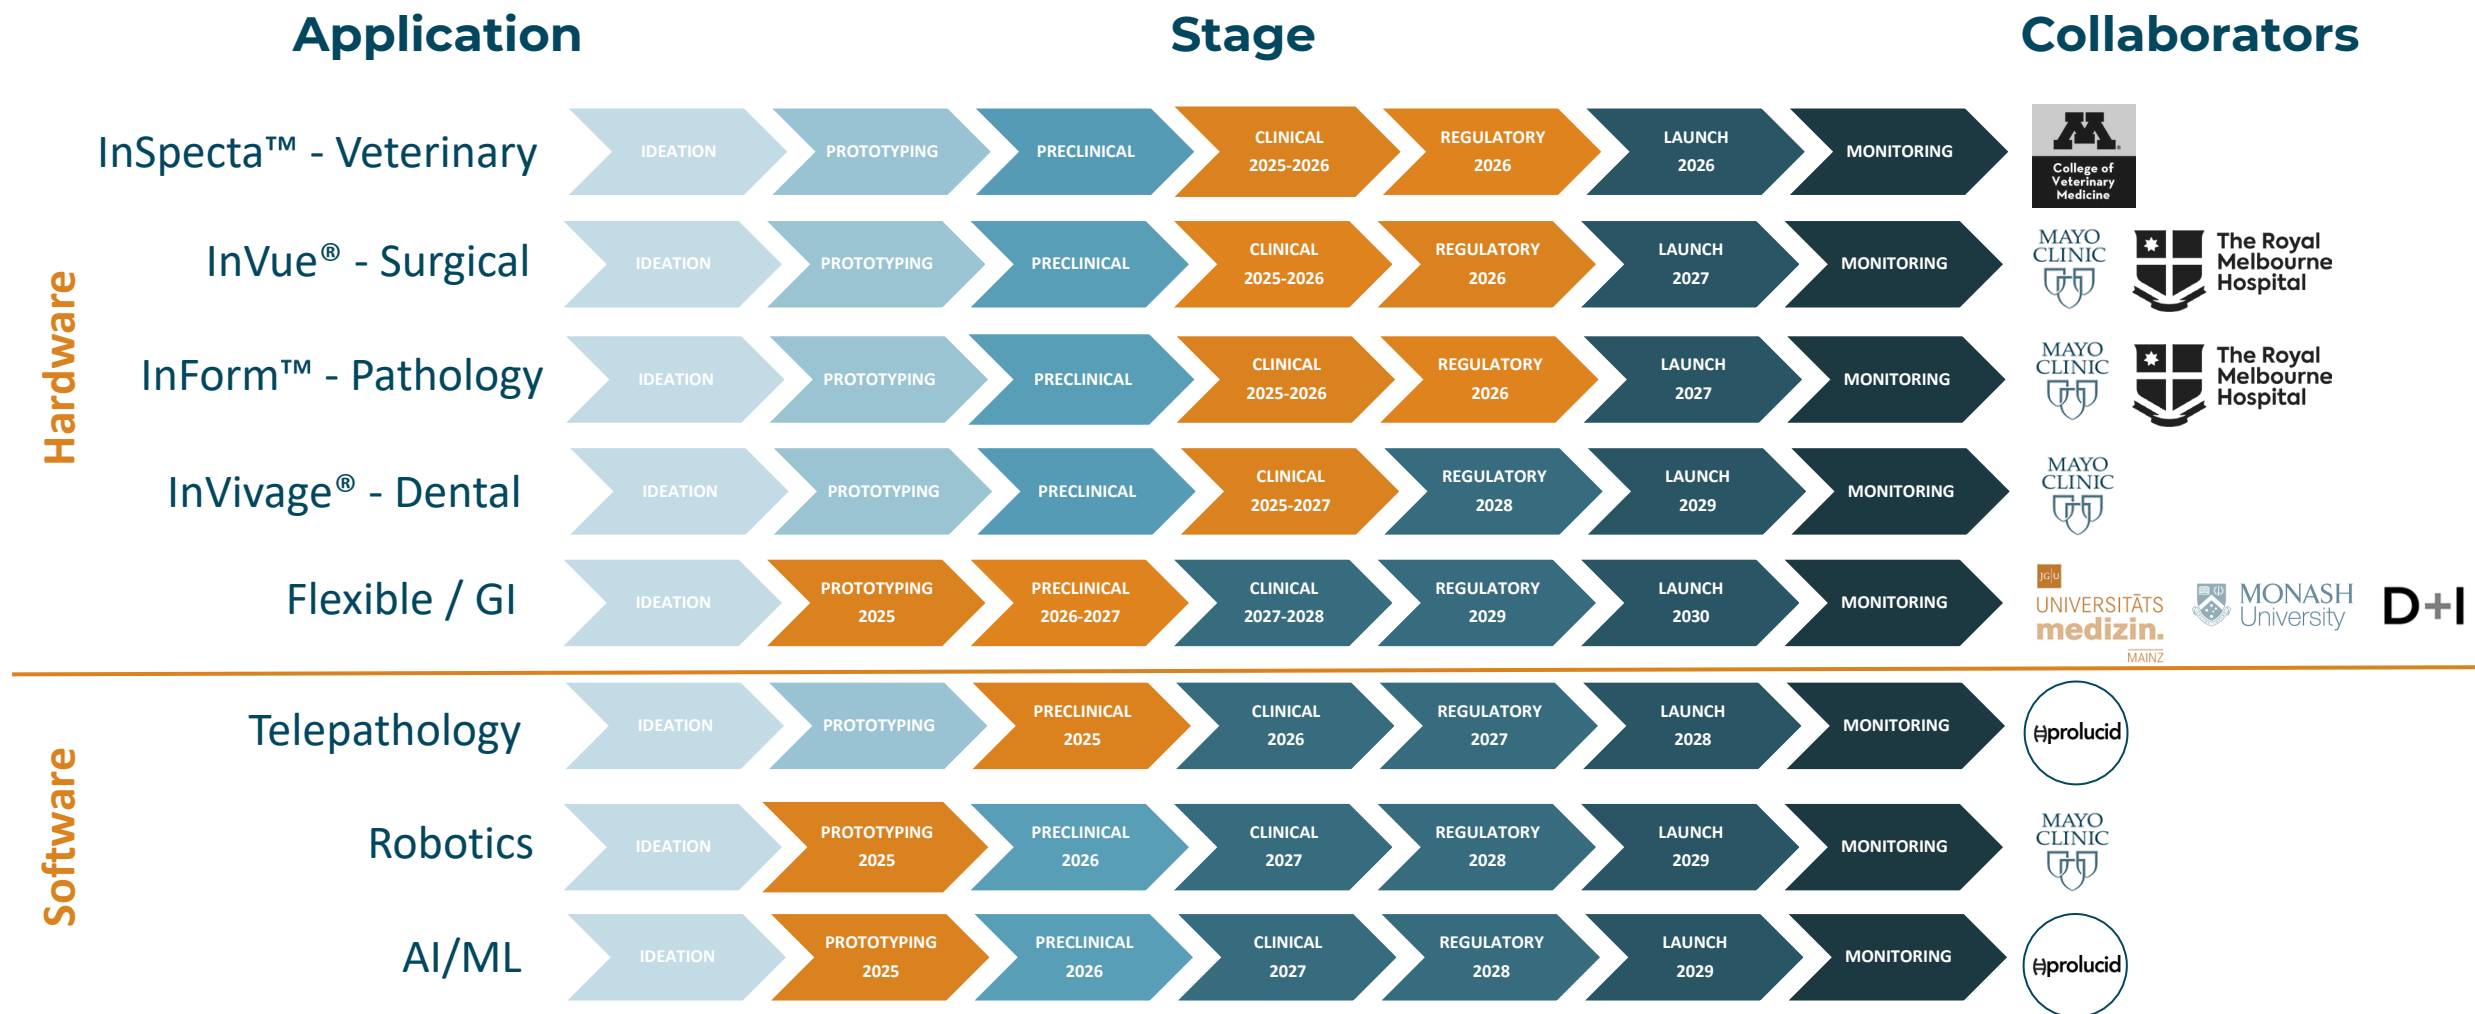 Application
Stage
Collaborators
Hardware
InSpecta™ - Veterinary
IDEATION
PROTOTYPING
PRECLINICAL
CLINICAL
2025-2026
REGULATORY
2026
LAUNCH
2026
MONITORING
M
College of
Veterinary
Medicine
InVue® - Surgical
IDEATION
PROTOTYPING
PRECLINICAL
CLINICAL
2025-2026
REGULATORY
2026
LAUNCH
2027
MONITORING
MAYO
CLINIC
The Royal
Melbourne
Hospital
InForm™ - Pathology
IDEATION
PROTOTYPING
PRECLINICAL
CLINICAL
2025-2026
REGULATORY
2026
LAUNCH
2027
MONITORING
MAYO
CLINIC
The Royal
Melbourne
Hospital
InVivage® - Dental
IDEATION
PROTOTYPING
PRECLINICAL
CLINICAL
2025-2027
REGULATORY
2028
LAUNCH
2029
MONITORING
MAYO
CLINIC
Flexible / GI
IDEATION
PROTOTYPING
2025
PRECLINICAL
2026-2027
CLINICAL
2027-2028
REGULATORY
2029
LAUNCH
2030
MONITORING
JG|U
UNIVERSITÄTS
medizin.
MAINZ
MONASH
University
D+I
Software
Telepathology
IDEATION
PROTOTYPING
PRECLINICAL
2025
CLINICAL
2026
REGULATORY
2027
LAUNCH
2028
MONITORING
prolucid
Robotics
IDEATION
PROTOTYPING
2025
PRECLINICAL
2026
CLINICAL
2027
REGULATORY
2028
LAUNCH
2029
MONITORING
MAYO
CLINIC
AI/ML
IDEATION
PROTOTYPING
2025
PRECLINICAL
2026
CLINICAL
2027
REGULATORY
2028
LAUNCH
2029
MONITORING
prolucid